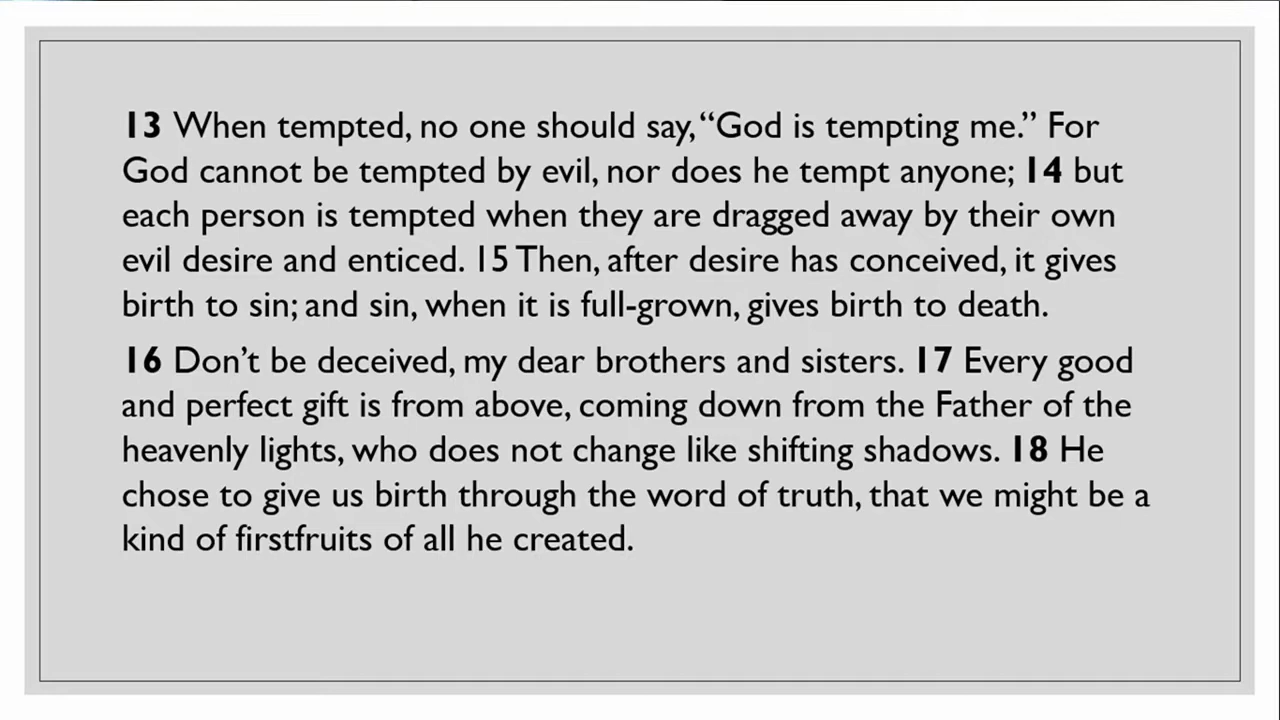 13 When tempted, no one should say, “God is tempting me.” For
God cannot be tempted by evil, nor does he tempt anyone; 14 but
each person is tempted when they are dragged away by their own
evil desire and enticed. 15 Then, after desire has conceived, it gives
birth to sin; and sin, when it is full-grown, gives birth to death.
16 Don’t be deceived, my dear brothers and sisters. 17 Every good
and perfect gift is from above, coming down from the Father of the
heavenly lights, who does not change like shifting shadows. 18 He
chose to give us birth through the word of truth, that we might be a
kind of firstfruits of all he created.